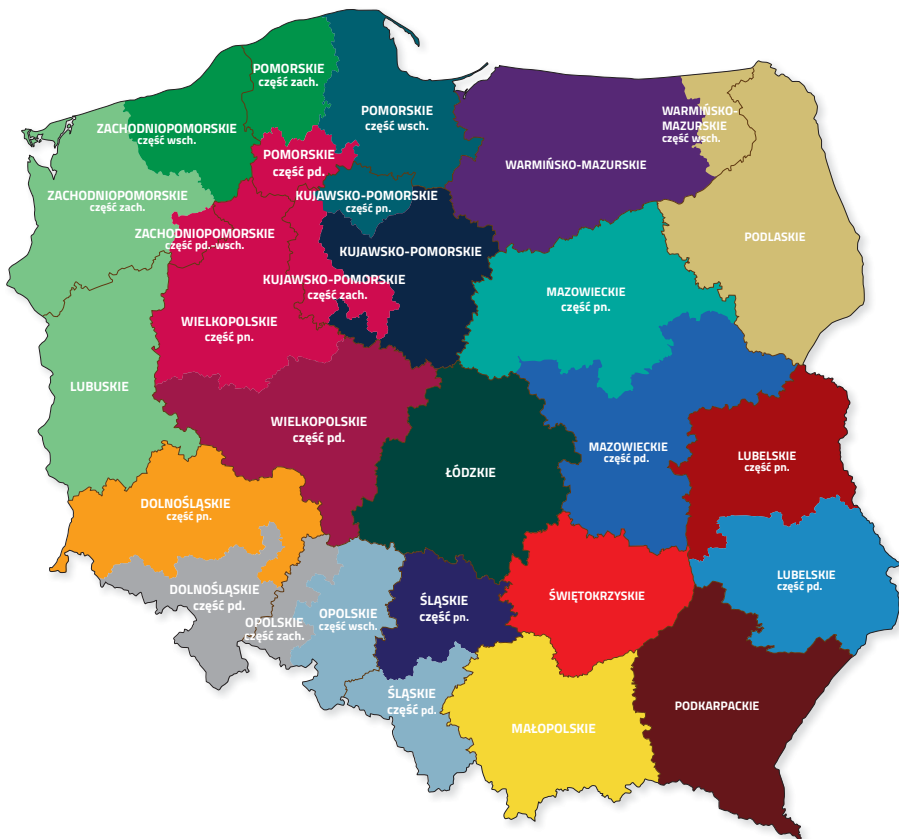 POMORSKIE
część zach.
POMORSKIE
część wsch.
ZACHODNIOPOMORSKIE
część wsch.
WARMIŃSKO-
MAZURSKIE
część wsch.
POMORSKIE
część pd.
WARMIŃSKO-MAZURSKIE
ZACHODNIOPOMORSKIE
część zach.
KUJAWSKO-POMORSKIE
część pn.
ZACHODNIOPOMORSKIE
część pd.-wsch.
PODLASKIE
KUJAWSKO-POMORSKIE
KUJAWSKO-POMORSKIE
część zach.
MAZOWIECKIE
część pn.
WIELKOPOLSKIE
część pn.
LUBUSKIE
WIELKOPOLSKIE
część pd.
MAZOWIECKIE
część pd.
LUBELSKIE
część pn.
ŁÓDZKIE
DOLNOŚLĄSKIE
część pn.
LUBELSKIE
część pd.
DOLNOŚLĄSKIE
część pd.
ŚWIĘTOKRZYSKIE
ŚLĄSKIE
część pn.
OPOLSKIE
część wsch.
OPOLSKIE
część zach.
ŚLĄSKIE
część pd.
PODKARPACKIE
MAŁOPOLSKIE